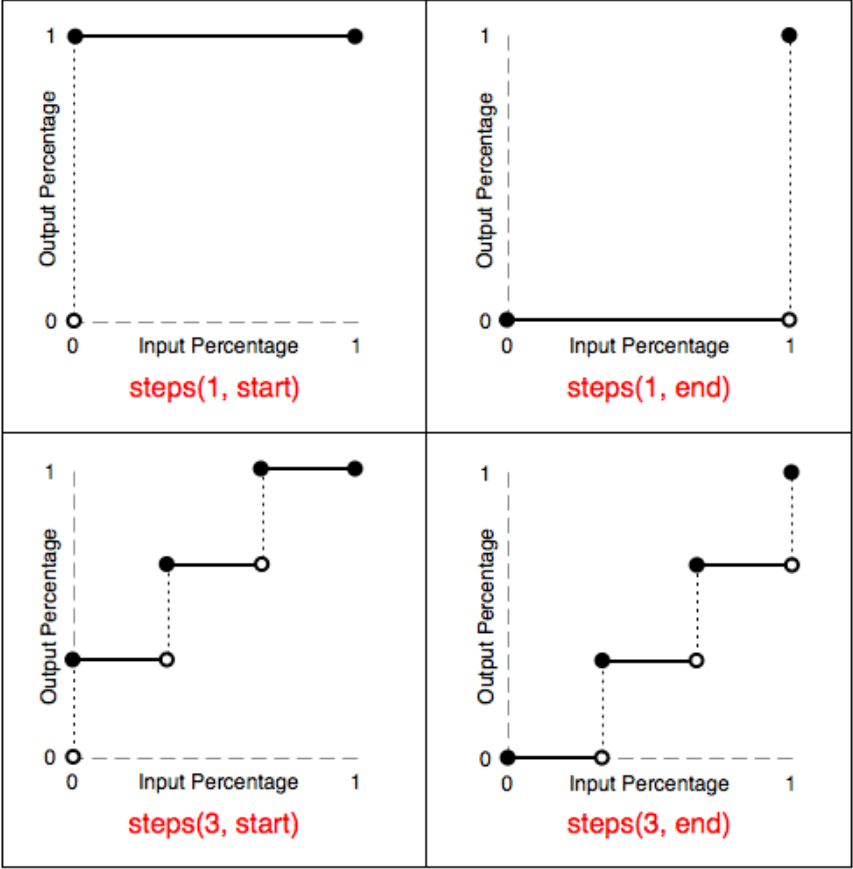 1
Output Percentage
0
0 Input Percentage 1
steps(1, start)
1
Output Percentage
0
0 Input Percentage 1
steps(1, end)
1
Output Percentage
0
0 Input Percentage 1
steps(3, start)
1
Output Percentage
0
0 Input Percentage 1
steps(3, end)